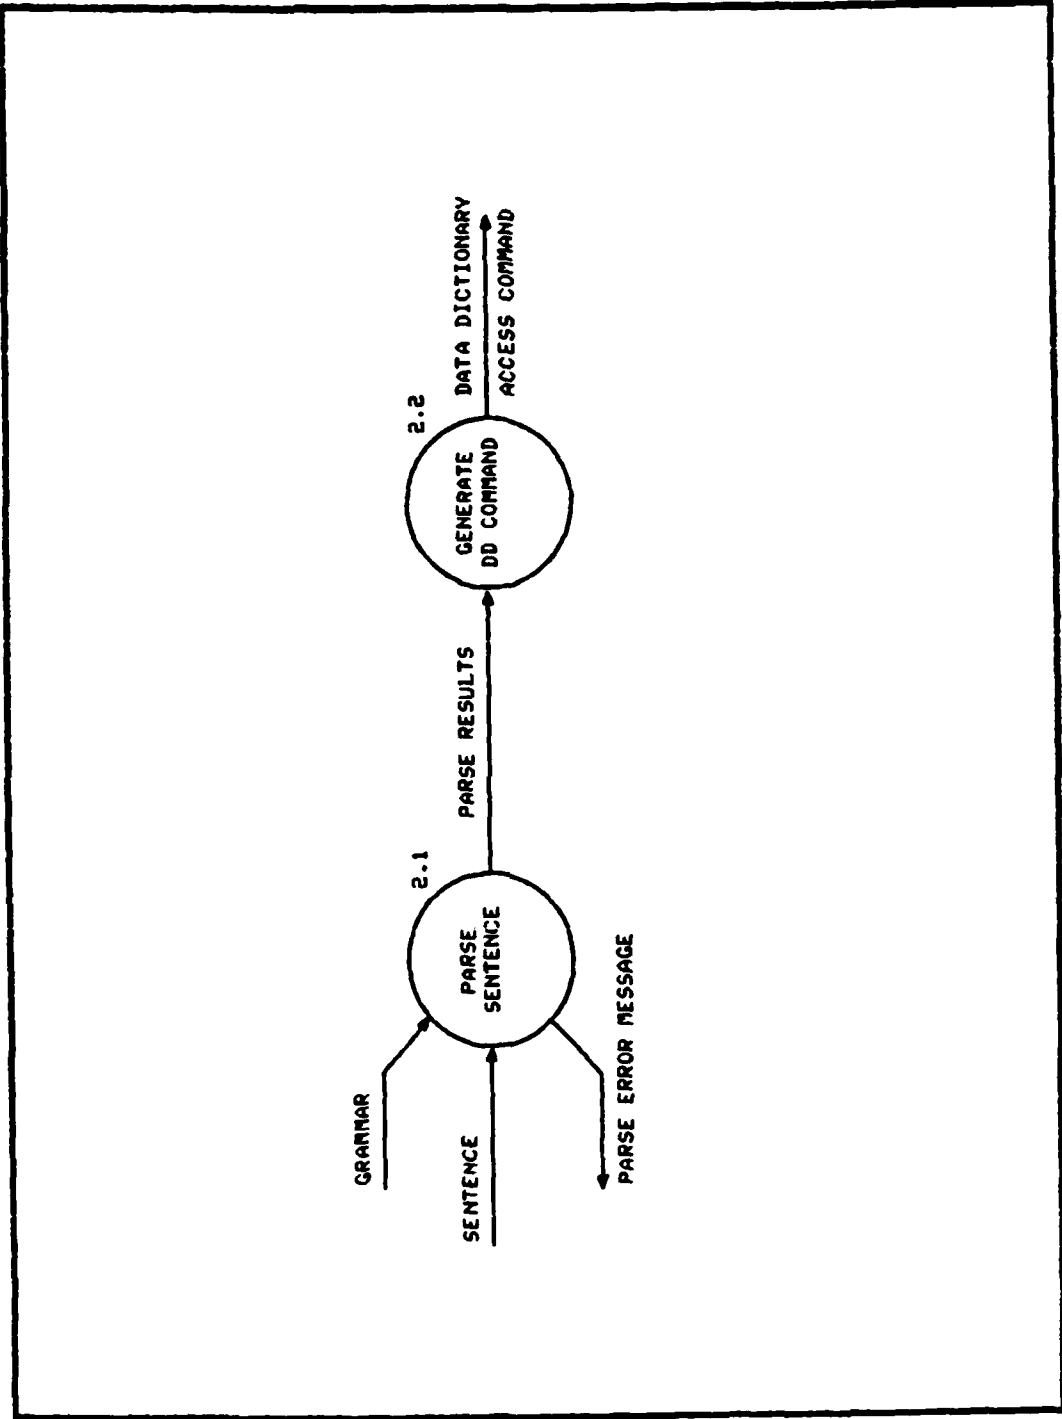 GRAMMAR
SENTENCE
PARSE ERROR MESSAGE
2.1
PARSE
SENTENCE
PARSE RESULTS
2.2
GENERATE
DD COMMAND
DATA DICTIONARY
ACCESS COMMAND